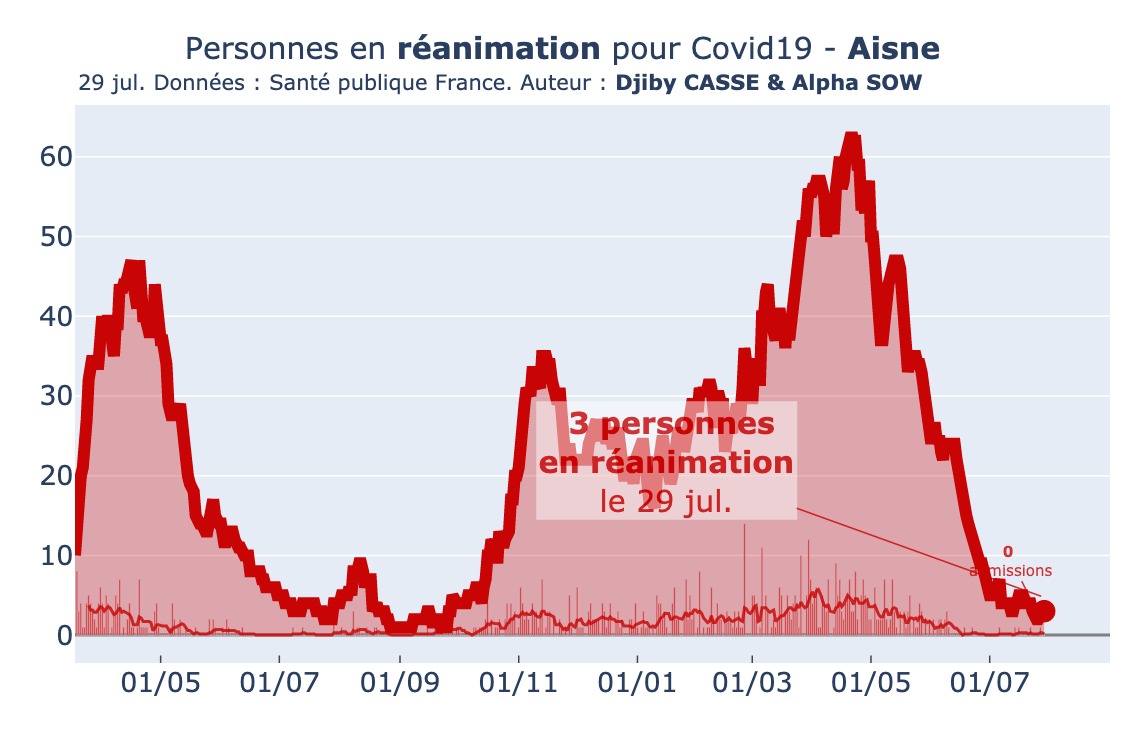 Personnes en réanimation pour Covid19 - Aisne
29 jul. Données : Santé publique France. Auteur : Djiby CASSE & Alpha SOW
60
50
40
30
20
10
0
3 personnes
en réanimation
le 29 jul.
0
admissions
01/05 01/07 01/09 01/11 01/01 01/03 01/05 01/07